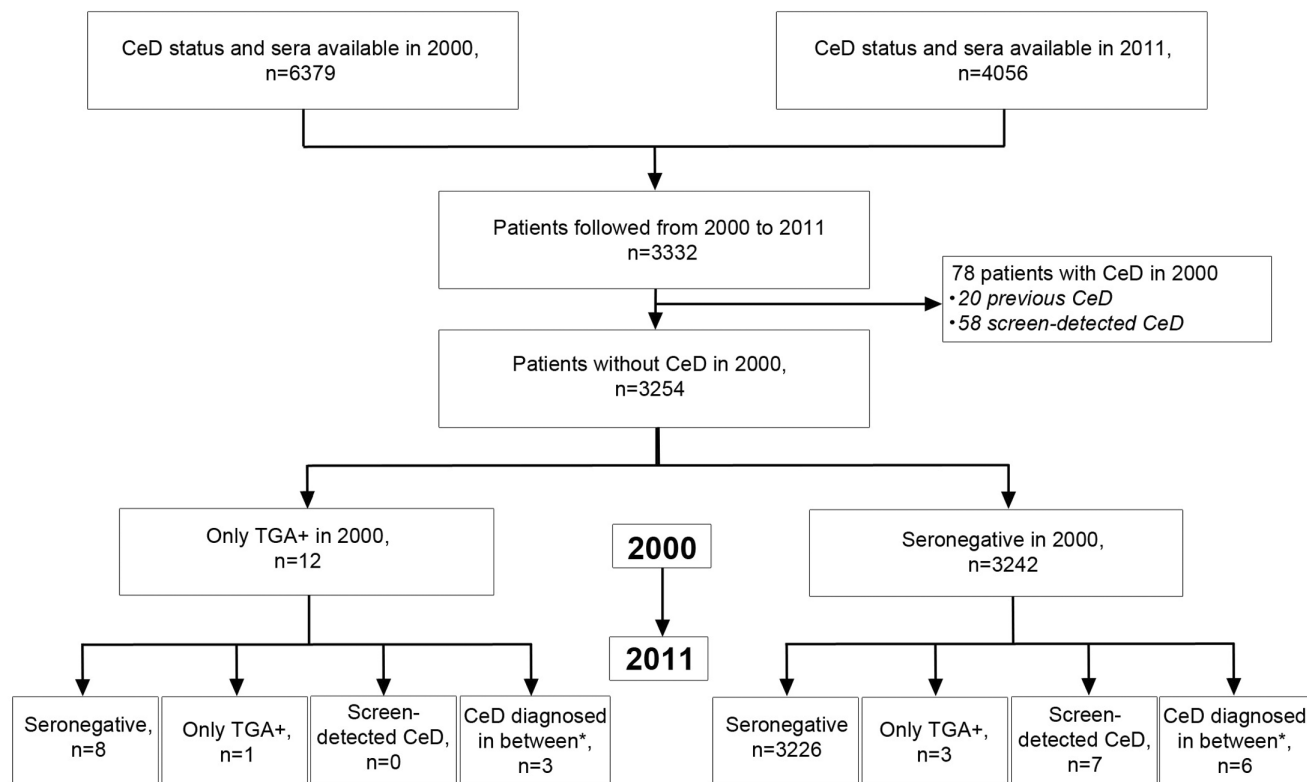 CeD status and sera available in 2000,
n=6379
CeD status and sera available in 2011,
n=4056
Patients followed from 2000 to 2011
n=3332
78 patients with CeD in 2000
•20 previous CeD
•58 screen-detected CeD
Patients without CeD in 2000,
n=3254
Only TGA+ in 2000,
n=12
2000
Seronegative in 2000,
n=3242
2011
Seronegative,
n=8
Only TGA+,
n=1
Screen-
detected CeD,
n=0
CeD diagnosed
in between*,
n=3
Seronegative
n=3226
Only TGA+,
n=3
Screen-
detected CeD,
n=7
CeD diagnosed
in between*,
n=6